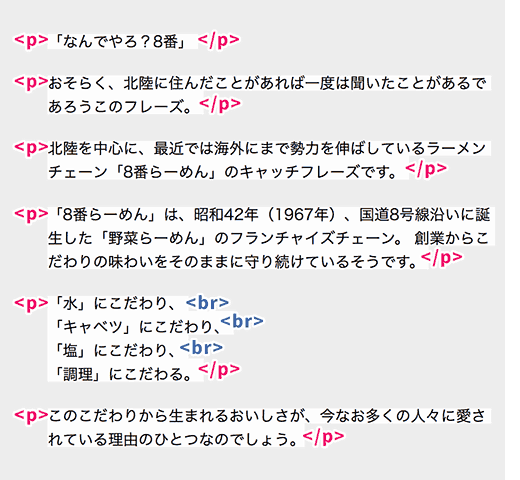 <p>「なんでやろ？8番」 </p>
<p>おそらく、北陸に住んだことがあれば一度は聞いたことがあるで
あろうこのフレーズ。</p>
<p>北陸を中心に、最近では海外にまで勢力を伸ばしているラーメン
チェーン「8番らーめん」のキャッチフレーズです。</p>
<p>「8番らーめん」は、昭和42年（1967年）、国道8号線沿いに誕
生した「野菜らーめん」のフランチャイズチェーン。 創業からこ
だわりの味わいをそのままに守り続けているそうです。</p>
<p>「水」にこだわり、 <br>
「キャベツ」にこだわり、<br>
「塩」にこだわり、<br>
「調理」にこだわる。</p>
<p>このこだわりから生まれるおいしさが、今なお多くの人々に愛さ
れている理由のひとつなのでしょう。</p>